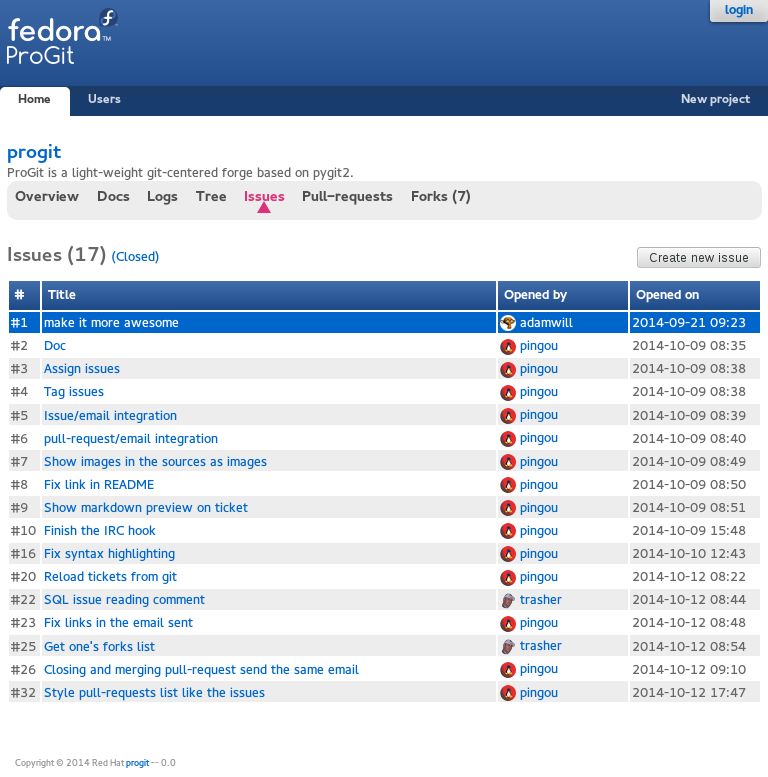 login
fedora™
ProGit
Home Users New project
progit
ProGit is a light-weight git-centered forge based on pygit2.
Overview Docs Logs Tree Issues Pull-requests Forks (7)
Issues (17) (Closed) Create new issue
# Title Opened by Opened on
#1 make it more awesome adamwill 2014-09-21 09:23
#2 Doc pingou 2014-10-09 08:35
#3 Assign issues pingou 2014-10-09 08:38
#4 Tag issues pingou 2014-10-09 08:38
#5 Issue/email integration pingou 2014-10-09 08:39
#6 pull-request/email integration pingou 2014-10-09 08:40
#7 Show images in the sources as images pingou 2014-10-09 08:49
#8 Fix link in README pingou 2014-10-09 08:50
#9 Show markdown preview on ticket pingou 2014-10-09 08:51
#10 Finish the IRC hook pingou 2014-10-09 15:48
#16 Fix syntax highlighting pingou 2014-10-10 12:43
#20 Reload tickets from git pingou 2014-10-12 08:22
#22 SQL issue reading comment trasher 2014-10-12 08:44
#23 Fix links in the email sent pingou 2014-10-12 08:48
#25 Get one's forks list trasher 2014-10-12 08:54
#26 Closing and merging pull-request send the same email pingou 2014-10-12 09:10
#32 Style pull-requests list like the issues pingou 2014-10-12 17:47
Copyright © 2014 Red Hat progit -- 0.0